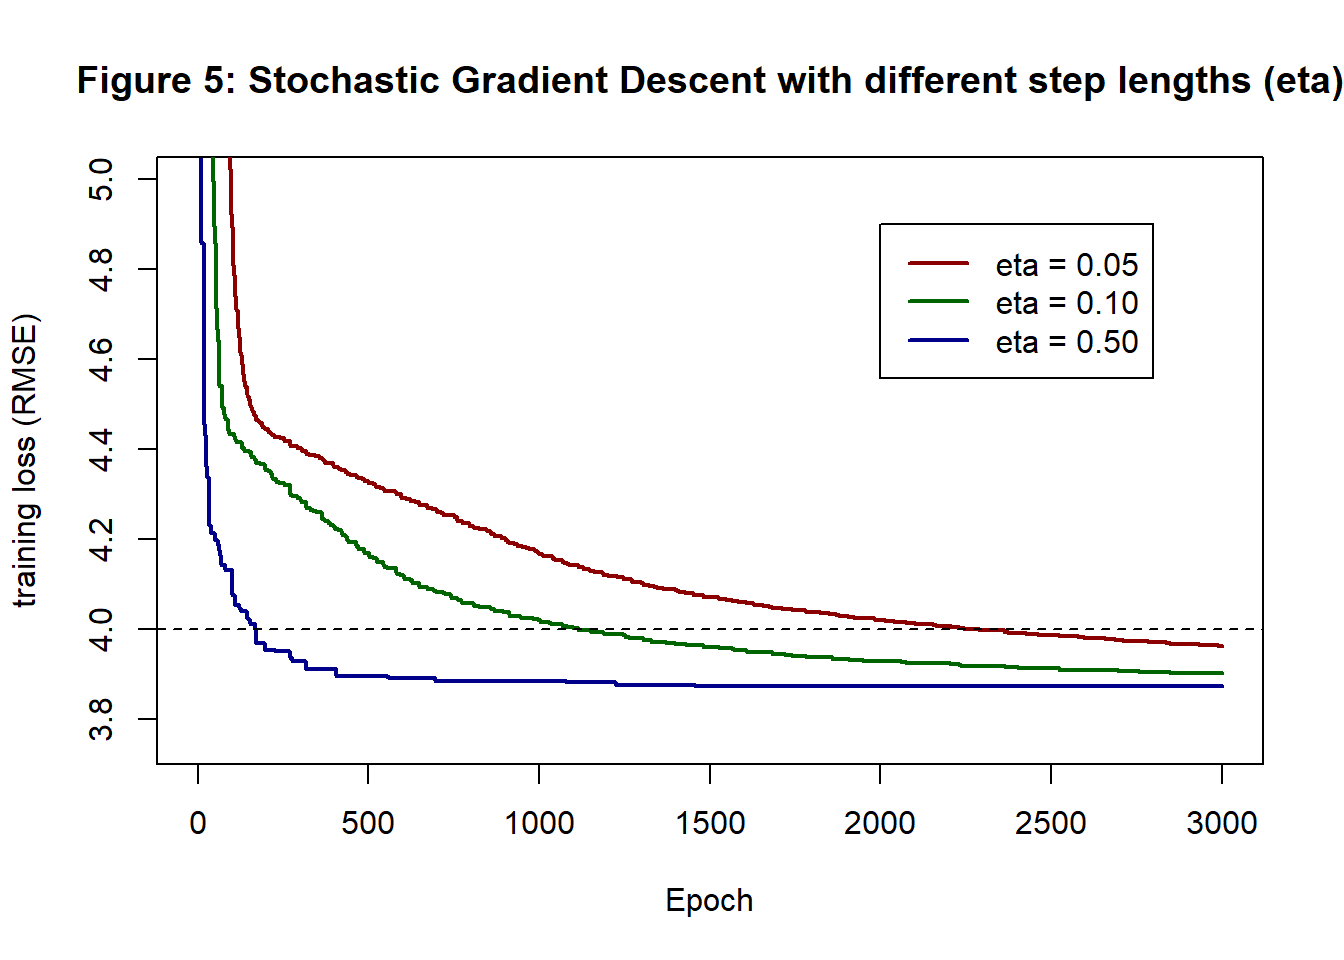 Figure 5: Stochastic Gradient Descent with different step lengths (eta)
training loss (RMSE)
5.0
4.8
4.6
4.4
4.2
4.0
3.8
eta = 0.05
eta = 0.10
eta = 0.50
0 500 1000 1500 2000 2500 3000
Epoch